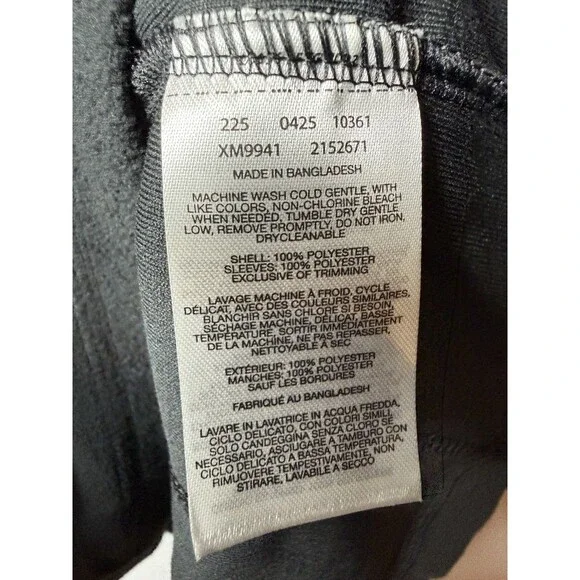 225 0425 10361
XM9941 2152671
MADE IN BANGLADESH
MACHINE WASH COLD GENTLE, WITH
LIKE COLORS, NON-CHLORINE BLEACH
WHEN NEEDED, TUMBLE DRY GENTLE
LOW, REMOVE PROMPTLY, DO NOT IRON,
DRYCLEANABLE
SHELL: 100% POLYESTER
SLEEVES: 100% POLYESTER
EXCLUSIVE OF TRIMMING
LAVAGE MACHINE À FROID, CYCLE
DÉLICAT, AVEC DES COULEURS SIMILAIRES,
BLANCHIR SANS CHLORE SI BESOIN,
SÉCHAGE MACHINE, DÉLICAT, BASSE
TEMPÉRATURE, SORTIR IMMÉDIATEMENT
DE LA MACHINE, NE PAS REPASSER,
NETTOYABLE À SEC
EXTÉRIEUR: 100% POLYESTER
MANCHES: 100% POLYESTER
SAUF LES BORDURES
FABRIQUÉ AU BANGLADESH
LAVARE IN LAVATRICE IN ACQUA FREDDA,
CICLO DELICATO, CON COLORI SIMILI,
SOLO CANDEGGINA SENZA CLORO SE
NECESSARIO, ASCIUGARE A TAMBURO CON
CICLO DELICATO A BASSA TEMPERATURA,
RIMUOVERE TEMPESTIVAMENTE, NON
STIRARE, LAVABILE A SECCO